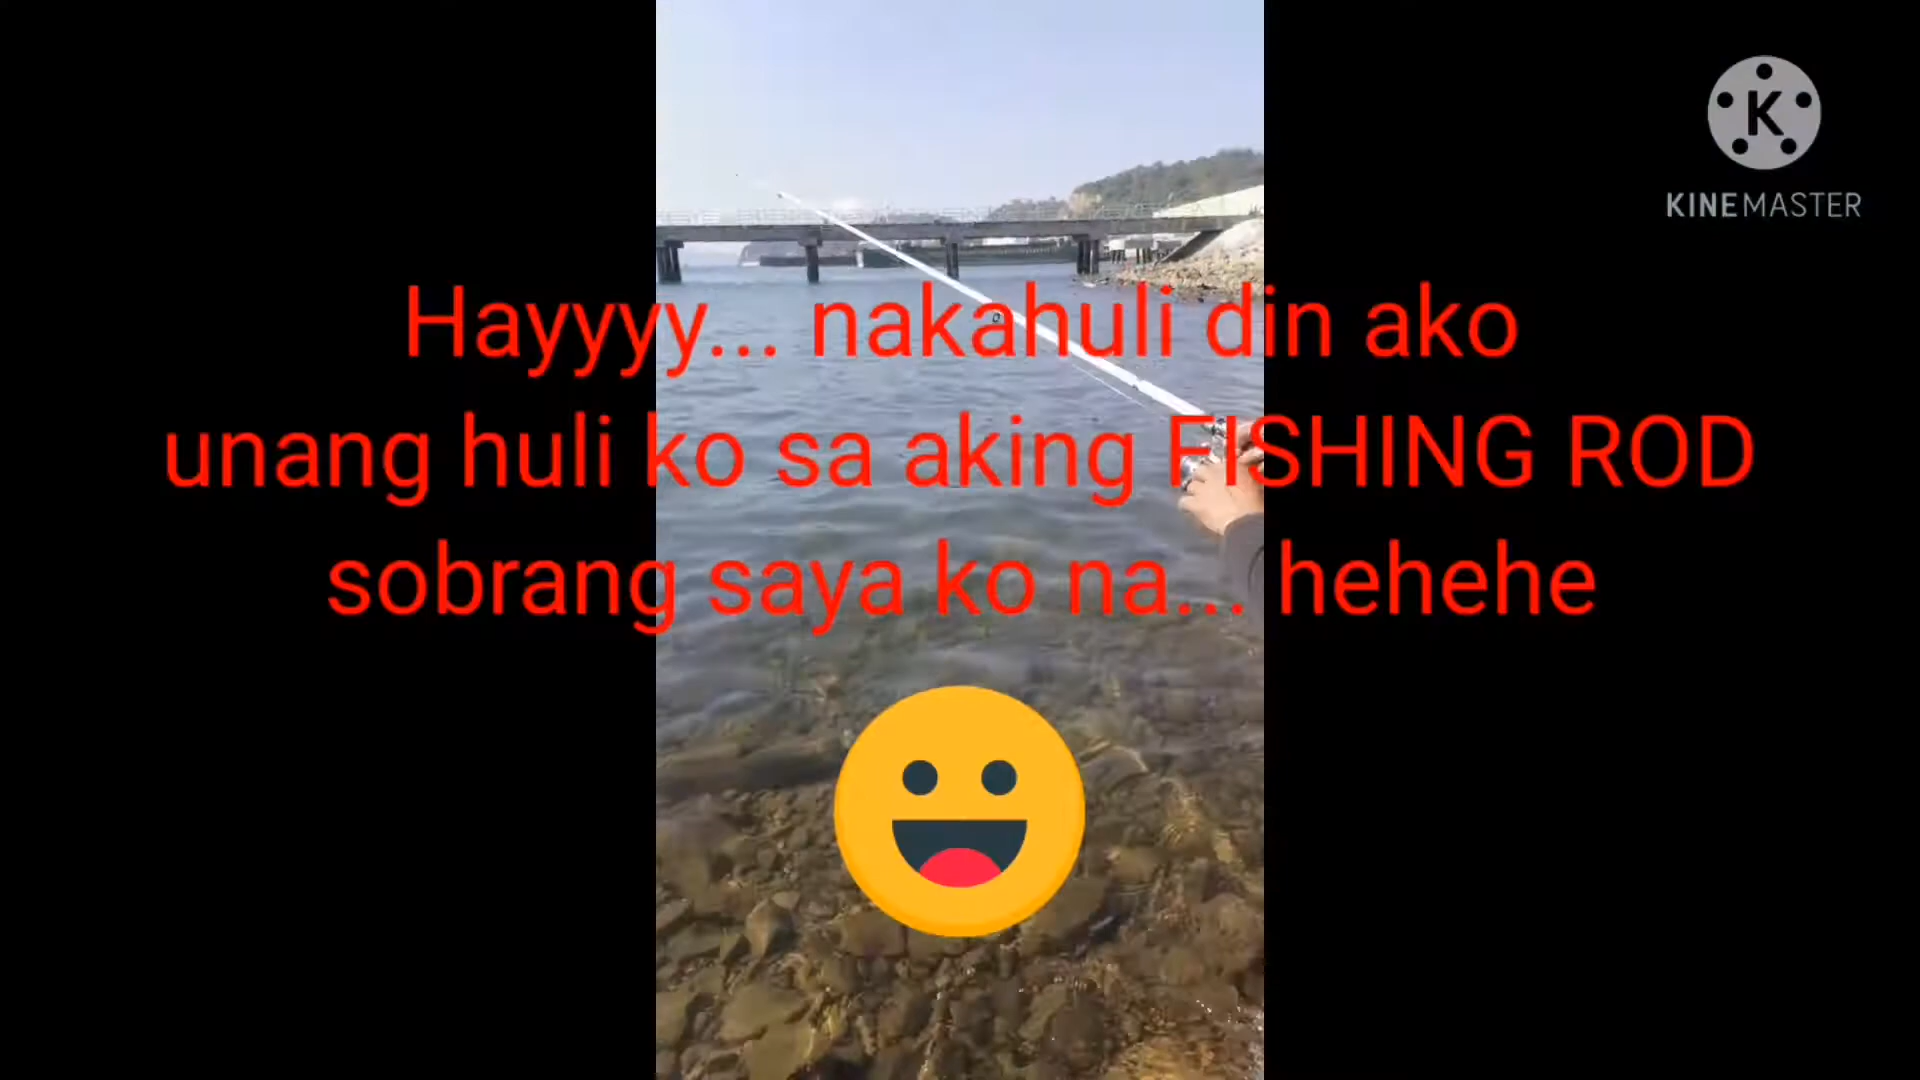 K
KINEMASTER
Hayyyy... nakahuli din ako
unang huli ko sa aking FISHING ROD
sobrang saya ko na... hehehe